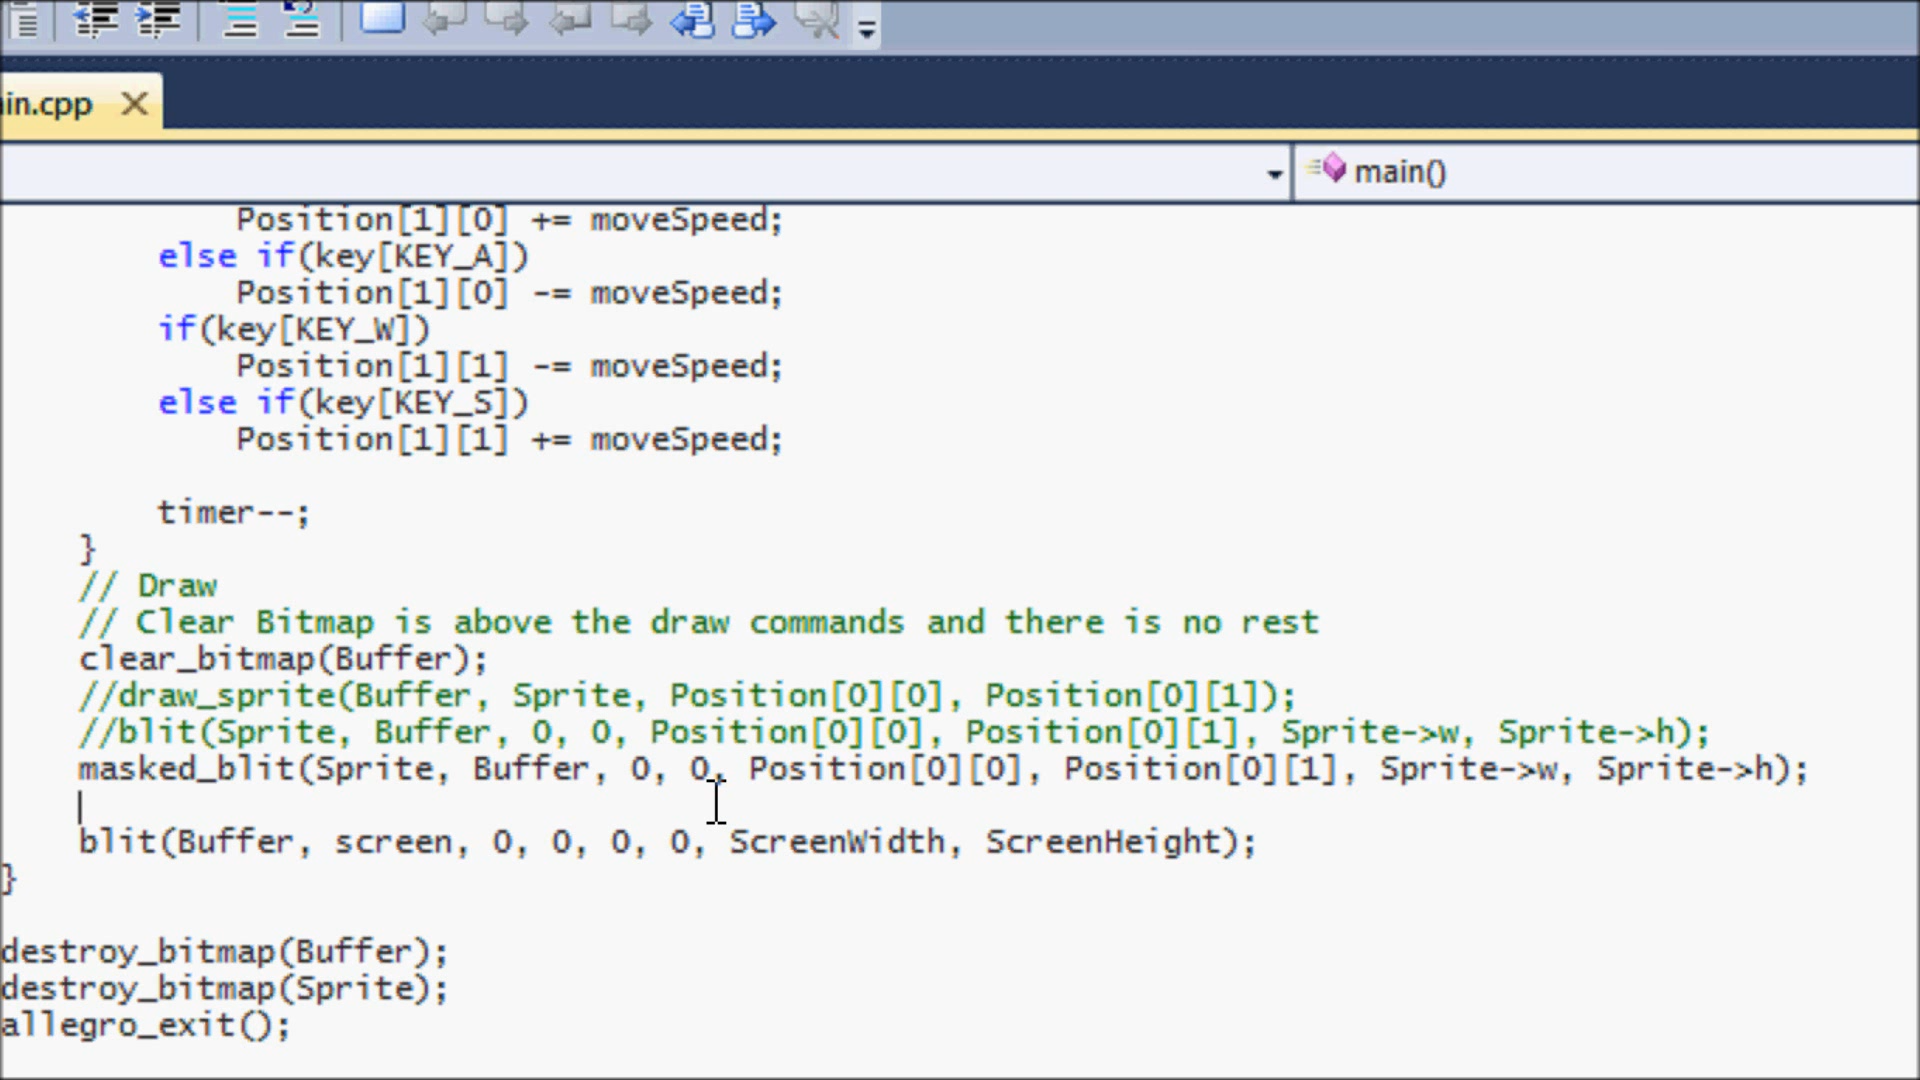 in.cpp
main()
Position[1][0] += moveSpeed;
else if(key[KEY_A])
Position[1][0] -= moveSpeed;
if(key[KEY_W])
Position[1][1] -= moveSpeed;
else if(key[KEY_S])
Position[1][1] += moveSpeed;
timer--;
}
// Draw
// Clear Bitmap is above the draw commands and there is no rest
clear_bitmap(Buffer);
//draw_sprite(Buffer, Sprite, Position[0][0], Position[0][1]);
//blit(Sprite, Buffer, 0, 0, Position[0][0], Position[0][1], Sprite->w, Sprite->h);
masked_blit(Sprite, Buffer, 0, 0, Position[0][0], Position[0][1], Sprite->w, Sprite->h);
blit(Buffer, screen, 0, 0, 0, 0, ScreenWidth, ScreenHeight);
}
destroy_bitmap(Buffer);
destroy_bitmap(Sprite);
allegro_exit();